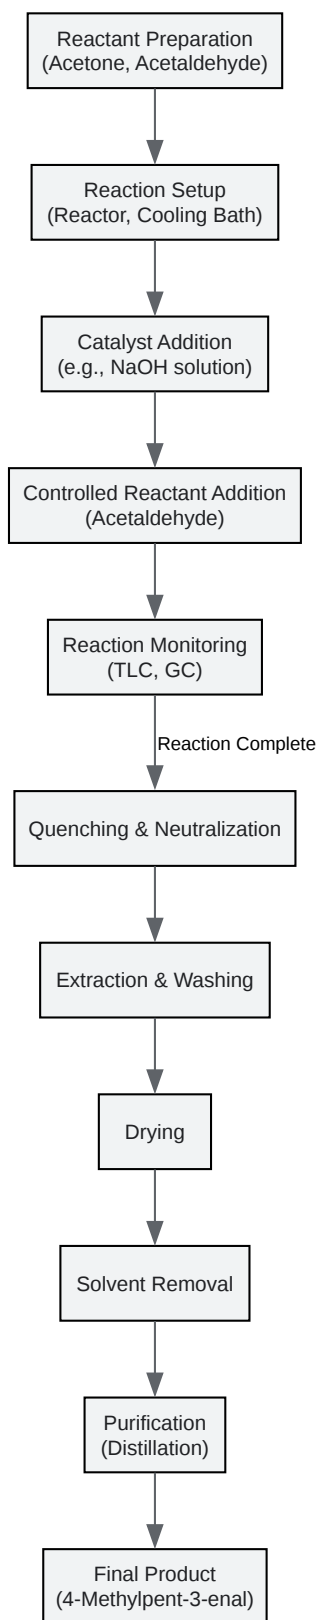 Reactant Preparation
(Acetone, Acetaldehyde)
Reaction Setup
(Reactor, Cooling Bath)
Catalyst Addition
(e.g., NaOH solution)
Controlled Reactant Addition
(Acetaldehyde)
Reaction Monitoring
(TLC, GC)
Reaction Complete
Quenching & Neutralization
Extraction & Washing
Drying
Solvent Removal
Purification
(Distillation)
Final Product
(4-Methylpent-3-enal)